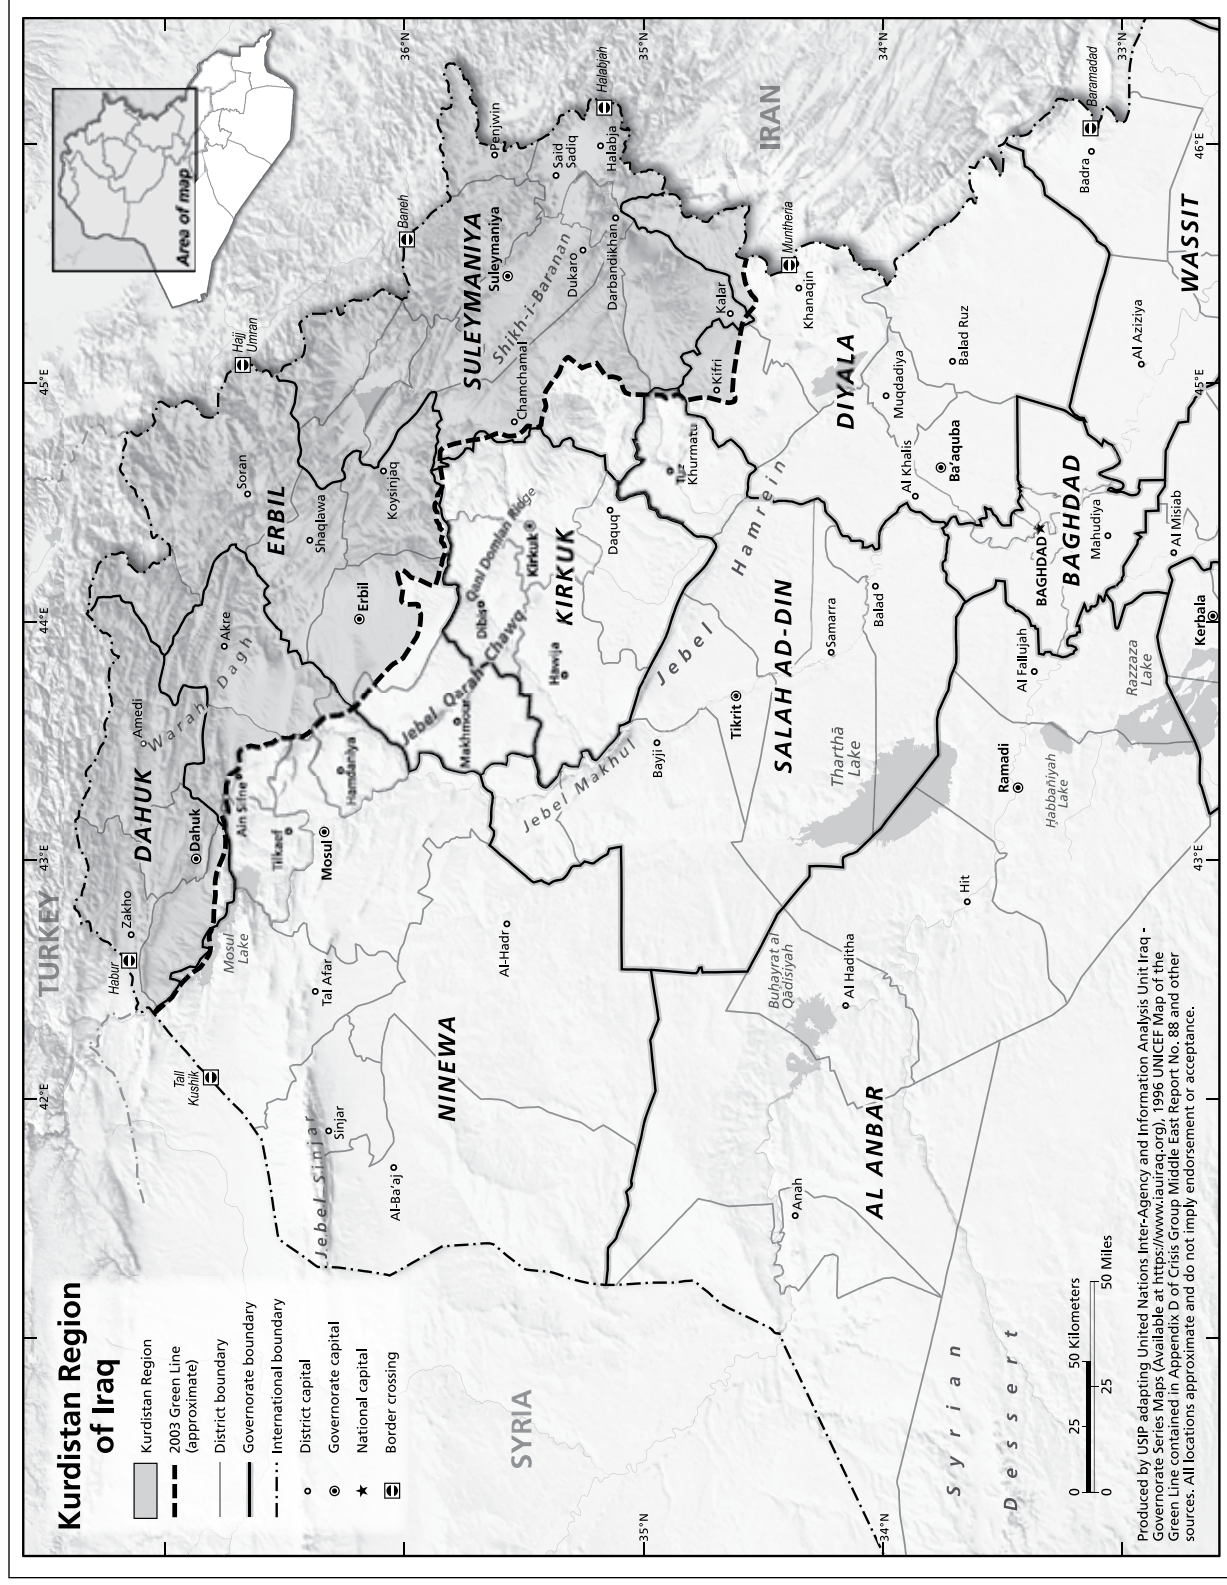 Kurdistan Region
of Iraq
Kurdistan Region
2003 Green Line
(approximate)
District boundary
Governorate boundary
International boundary
District capital
Governorate capital
National capital
Border crossing
Area of map
42°E
43°E
44°E
45°E
36°N
35°N
34°N
33°N
46°E
45°E
43°E
35°N
34°N
TURKEY
SYRIA
IRAN
DAHUK
ERBIL
SULEYMANIYA
NINEWA
KIRKUK
SALAH AD-DIN
DIYALA
AL ANBAR
BAGHDAD
WASSIT
Habur
Zakho
Dahuk
Amedi
Akre
Warah Dagh
Soran
Shaqlawa
Koysinjaq
Erbil
Hajj
Umran
Baneh
Penjwin
Said
Sadiq
Halabjah
Halabja
Suleymaniya
Shikh-i-Baranan
Dukaro
Darbandikhan
Chamchamal
Kalar
Kifri
Tall
Kushik
Mosul
Lake
Ain Sifne
Tilkaef
Hamdaniya
Mosul
Tal Afar
Sinjar
Jebel Sinjar
Al-Ba'aj
Al-Hadr
Makhmour
Jebel Qarah Chawq
Dibis
Qani Domlan Ridge
Kirkuk
Hawija
Daquq
Tuz
Khurmatu
Jebel Makhul
Jebel Hamrein
Bayji
Tikrit
Samarra
Balad
Tharthā
Lake
Muntheria
Khanaqin
Muqdadiya
Balad Ruz
Al Khalis
Ba'aquba
Badra
Baramadad
Al Aziziya
BAGHDAD
Mahudiya
Al Misiab
Kerbala
Al Fallujah
Razzaza
Lake
Ramadi
Ḥabbānīyah
Lake
Hit
Buḥayrat al
Qādisīyah
Al Haditha
Anah
Syrian
Dessert
0 25 50 Kilometers
0 25 50 Miles
Produced by USIP adapting United Nations Inter-Agency and Information Analysis Unit Iraq -
Governorate Series Maps (Available at https://www.iauiraq.org), 1996 UNICEF Map of the
Green Line contained in Appendix D of Crisis Group Middle East Report No. 88 and other
sources. All locations approximate and do not imply endorsement or acceptance.